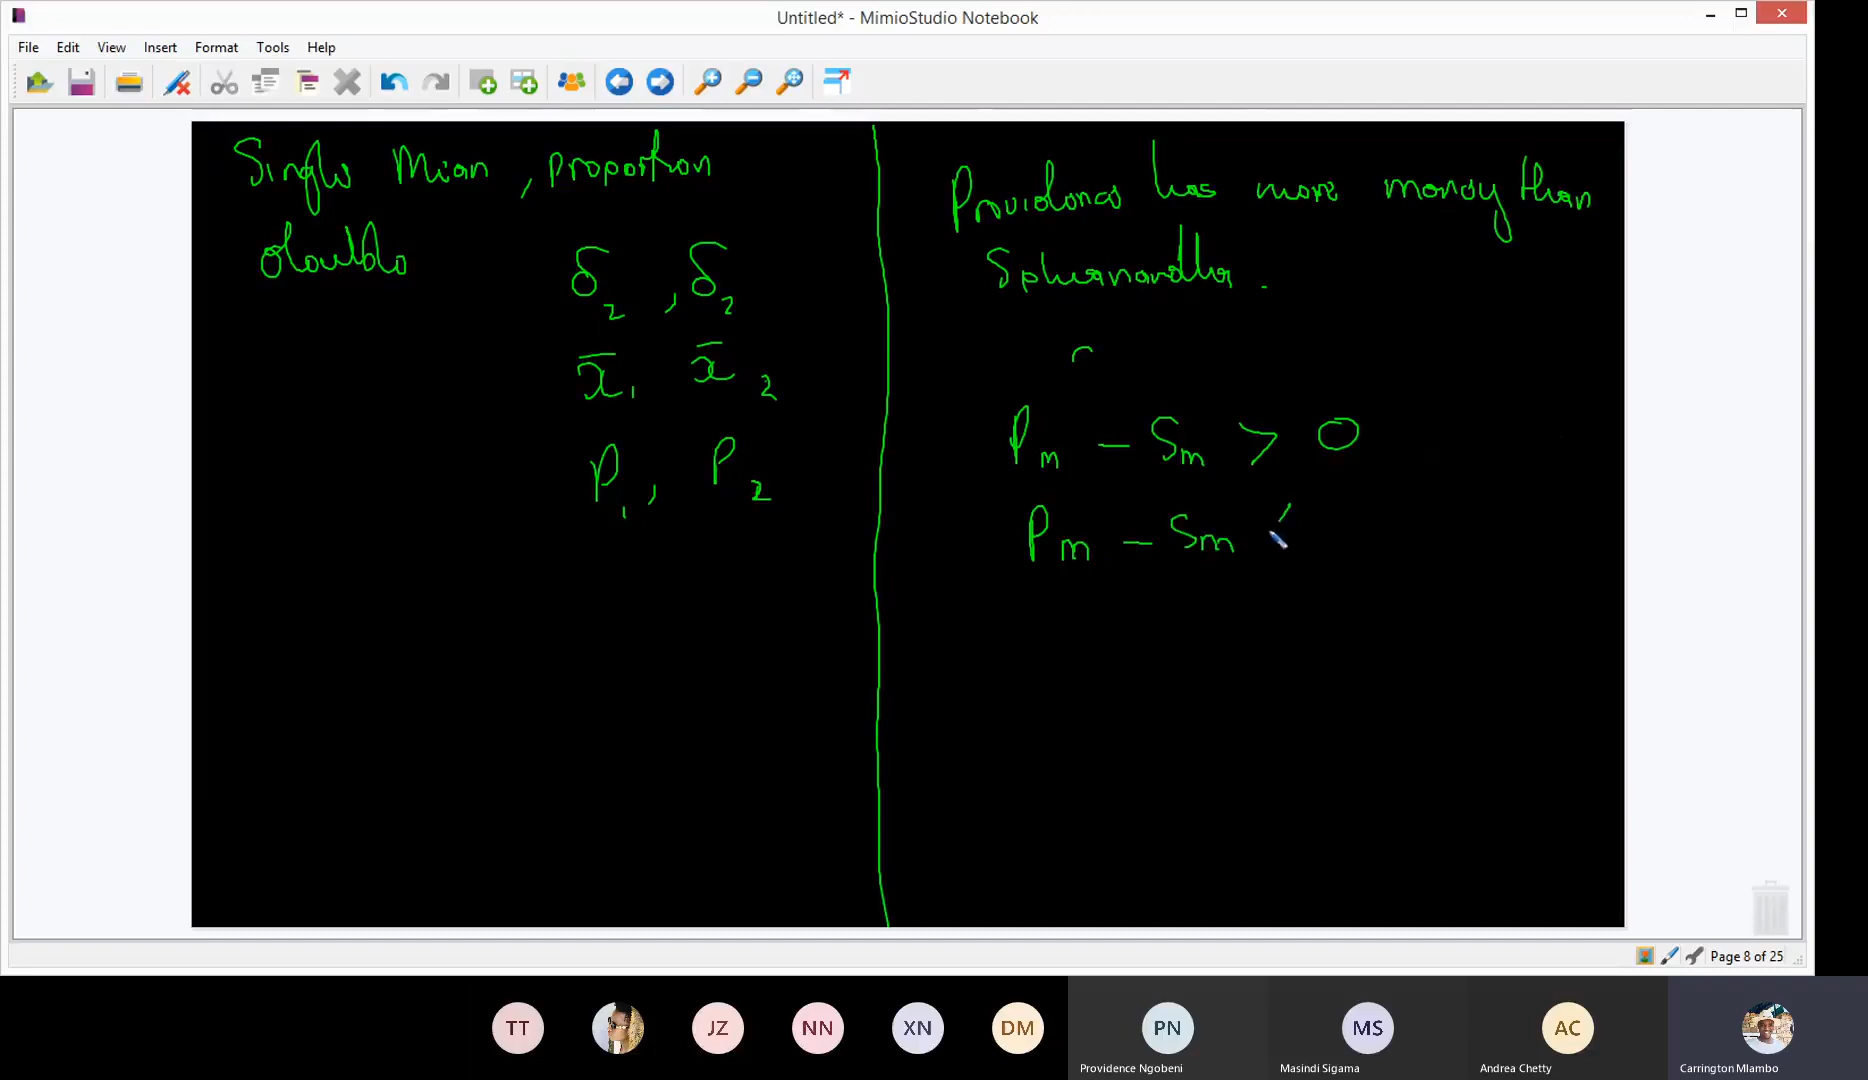 Untitled* - MimioStudio Notebook
File Edit View Insert Format Tools Help
Single Mean, proportion
double
δ2, δ2
x̄1 x̄2
P1, P2
Providence has more money than
Pm - Sm > 0
Pm - Sm
Page 8 of 25
TT JZ NN XN DM PN MS AC
Providence Ngobeni Masindi Sigama Andrea Chetty Carrington Mlambo